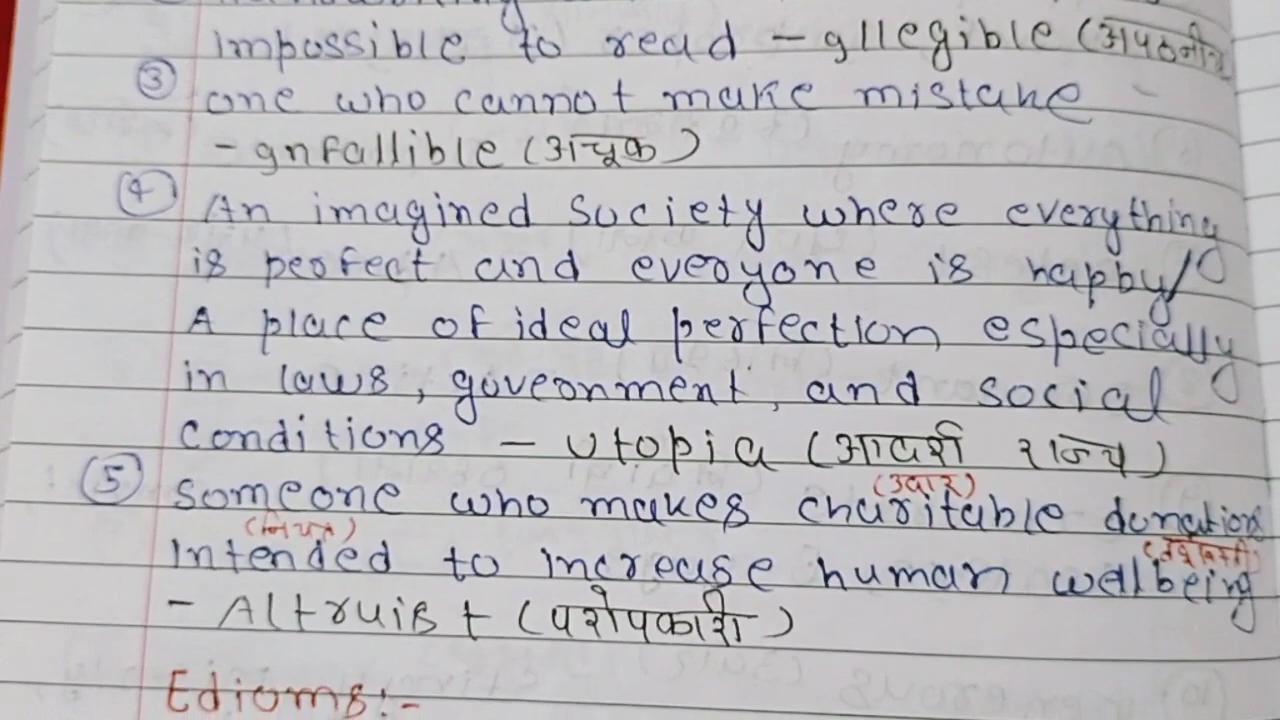 Impossible to read - Illegible (अपठनीय
③ one who cannot make mistake -
- Infallible (अचूक)
④ An imagined society where everything
is perfect and everyone is happy/
A place of ideal perfection especially
in laws, government, and social
conditions - Utopia (आदर्श राज्य)
(उदार)
⑤ Someone who makes charitable donations
(नियत)
Intended to increase human wellbeing
- Altruist (परोपकारी)
Edioms:-